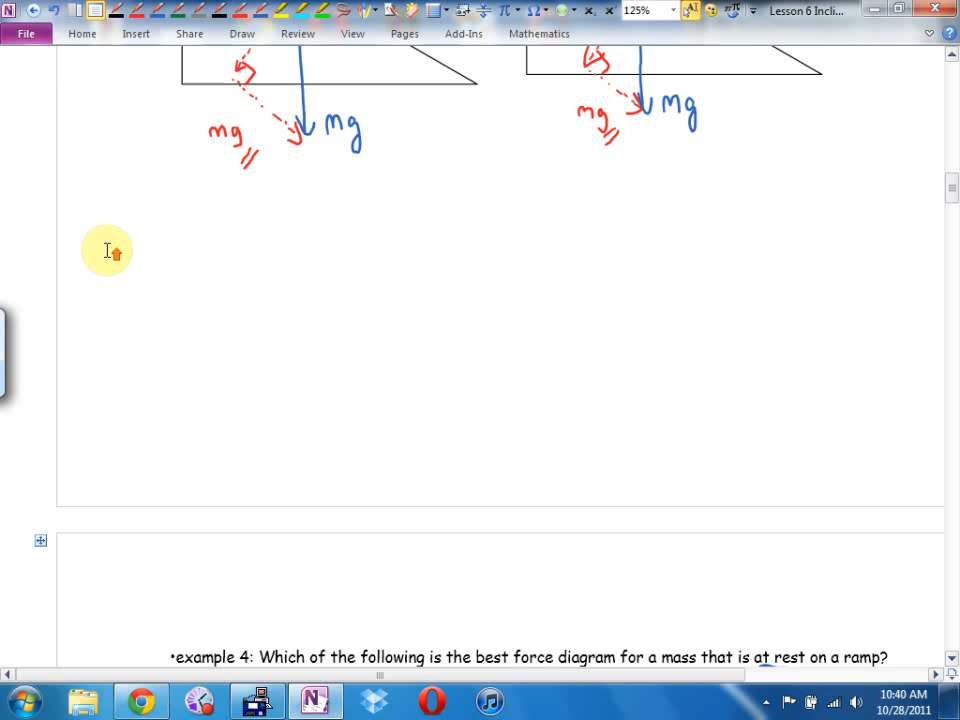 125%
Lesson 6 Incli...
File Home Insert Share Draw Review View Pages Add-Ins Mathematics
mg mg
mg// mg//
•example 4: Which of the following is the best force diagram for a mass that is at rest on a ramp?
10:40 AM
10/28/2011